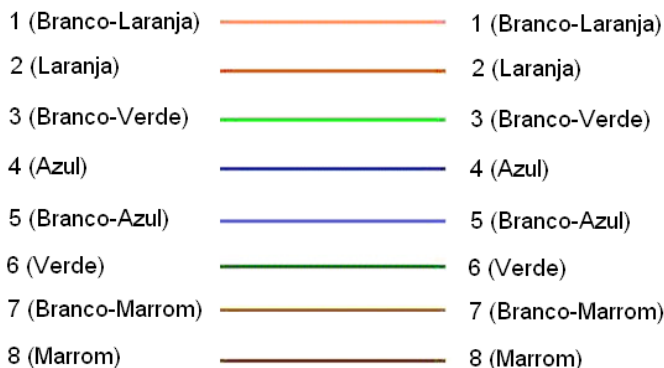 1 (Branco-Laranja) 1 (Branco-Laranja)
2 (Laranja) 2 (Laranja)
3 (Branco-Verde) 3 (Branco-Verde)
4 (Azul) 4 (Azul)
5 (Branco-Azul) 5 (Branco-Azul)
6 (Verde) 6 (Verde)
7 (Branco-Marrom) 7 (Branco-Marrom)
8 (Marrom) 8 (Marrom)